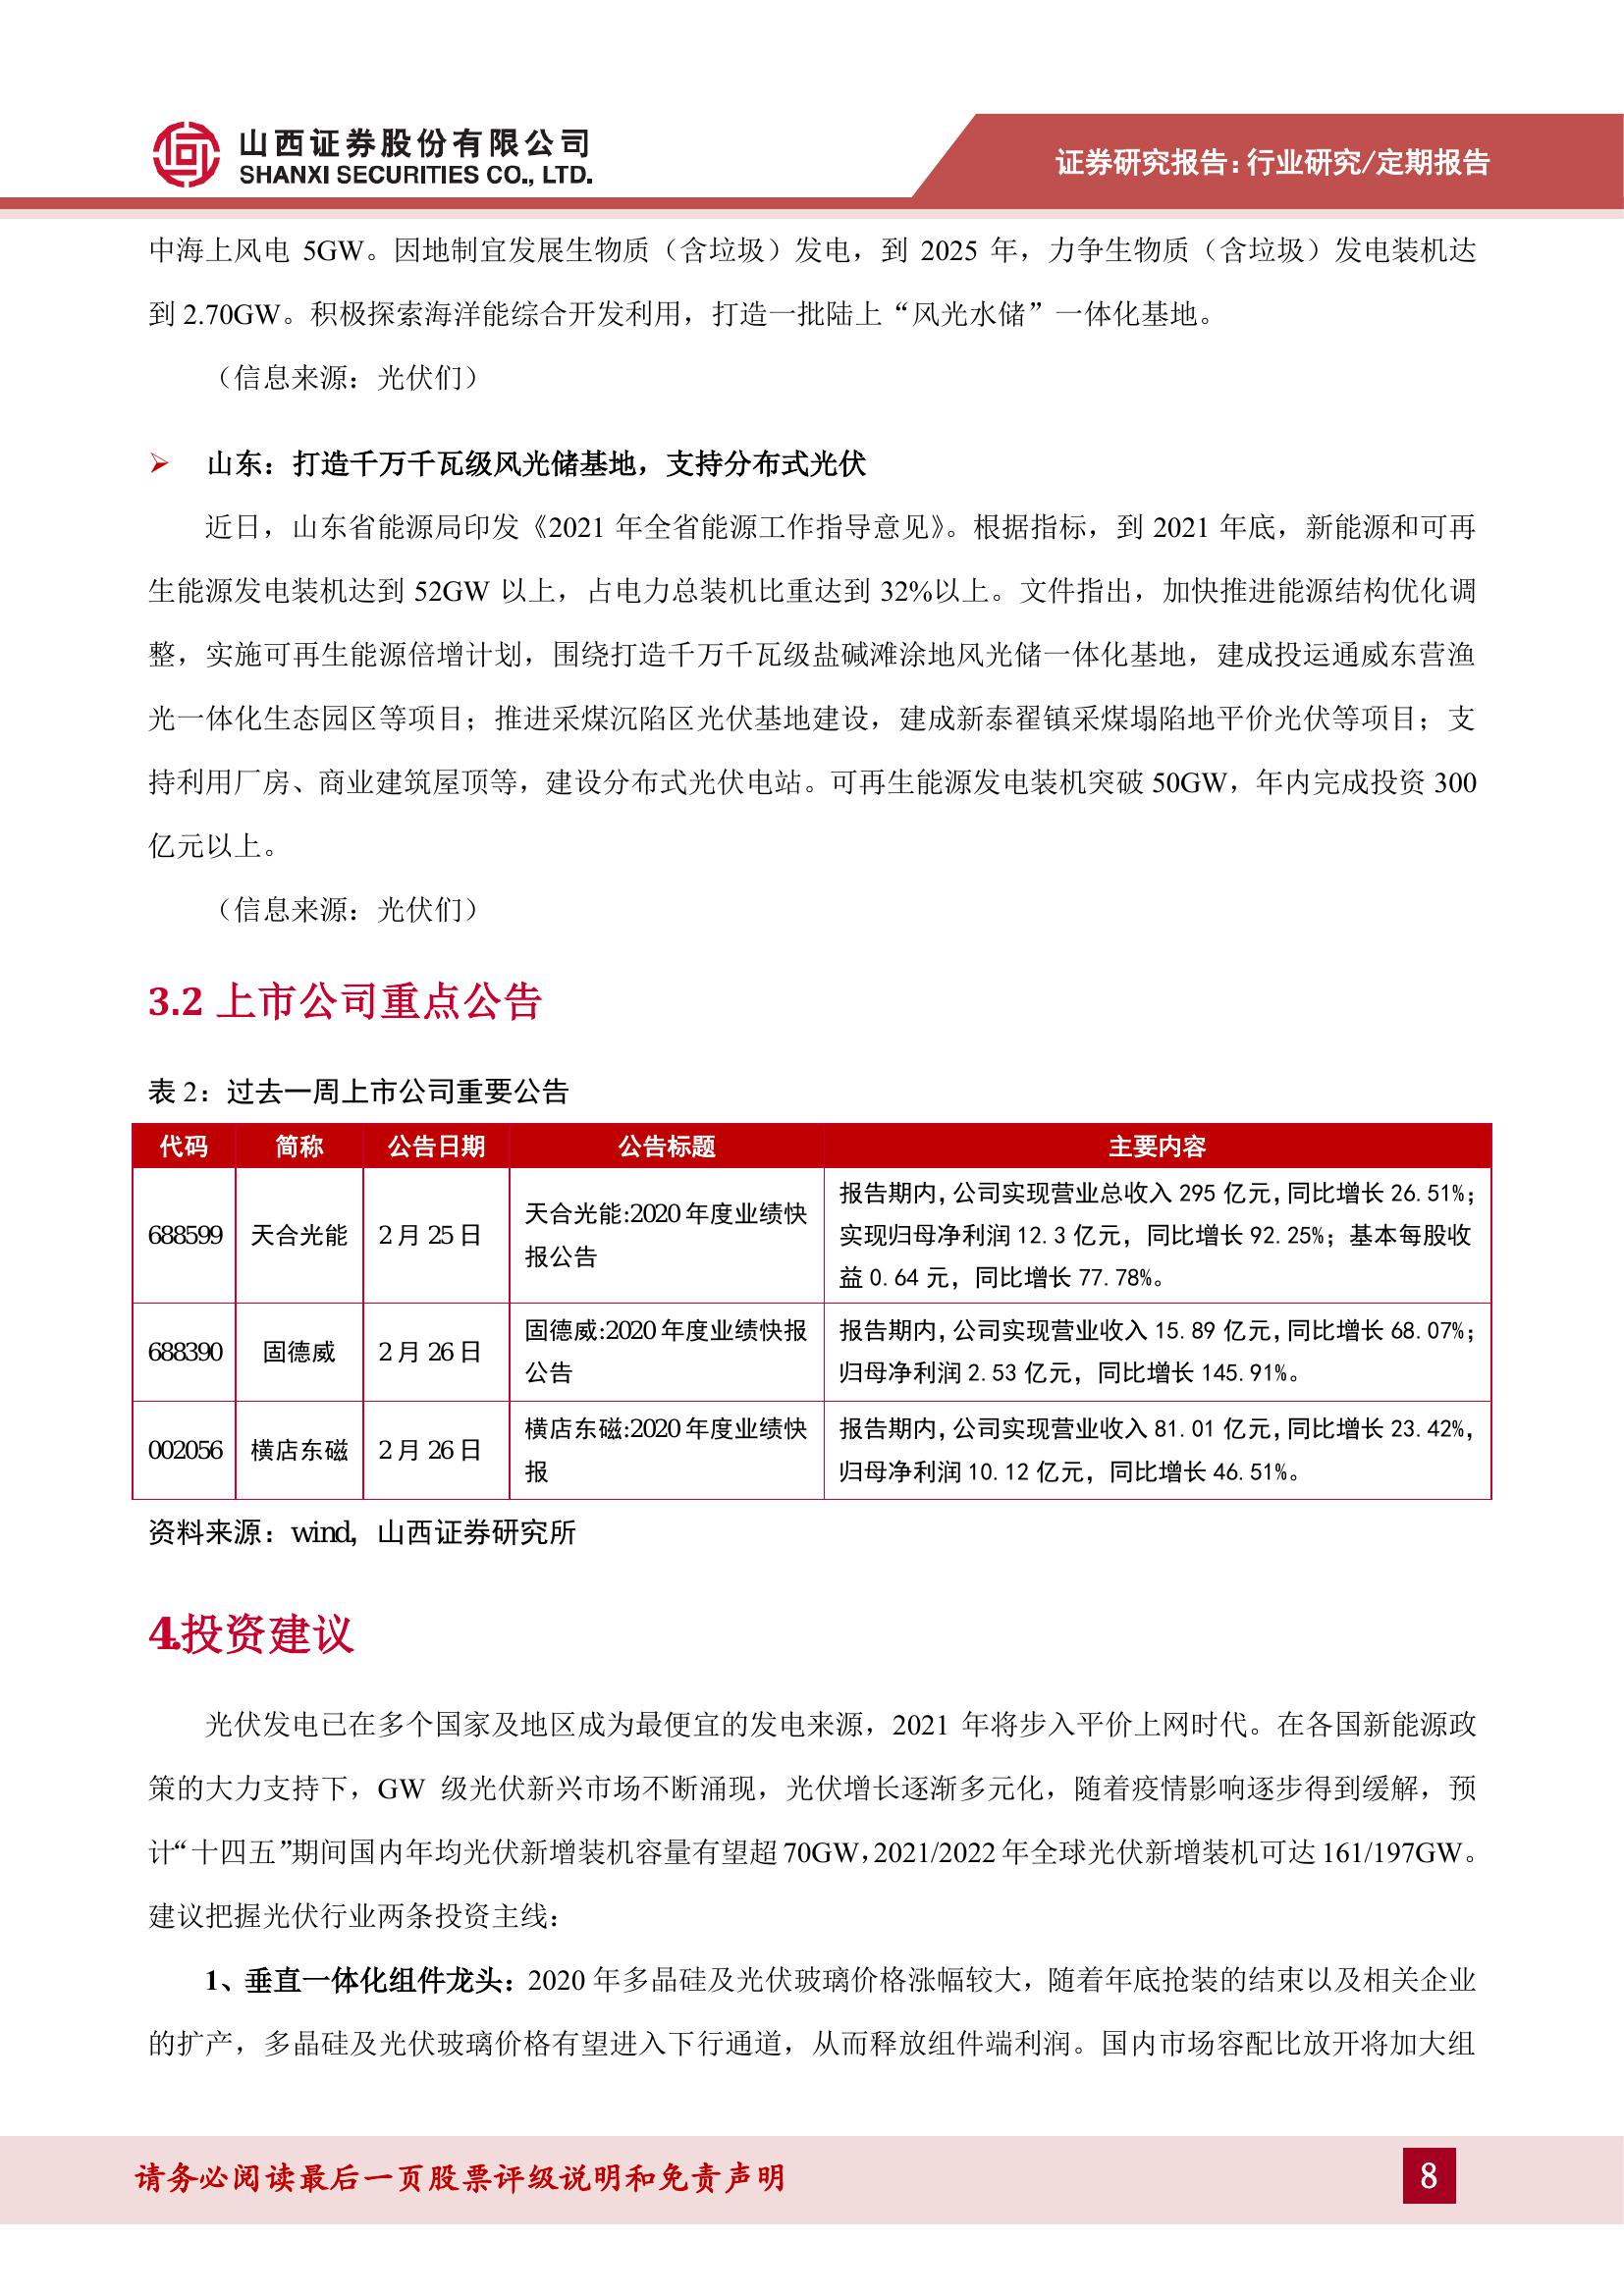 山西证券股份有限公司
SHANXI SECURITIES CO., LTD.
证券研究报告:行业研究/定期报告
中海上风电 5GW。因地制宜发展生物质（含垃圾）发电，到 2025 年，力争生物质（含垃圾）发电装机达
到 2.70GW。积极探索海洋能综合开发利用，打造一批陆上“风光水储”一体化基地。
（信息来源：光伏们）
➢ 山东：打造千万千瓦级风光储基地，支持分布式光伏
近日，山东省能源局印发《2021 年全省能源工作指导意见》。根据指标，到 2021 年底，新能源和可再
生能源发电装机达到 52GW 以上，占电力总装机比重达到 32%以上。文件指出，加快推进能源结构优化调
整，实施可再生能源倍增计划，围绕打造千万千瓦级盐碱滩涂地风光储一体化基地，建成投运通威东营渔
光一体化生态园区等项目；推进采煤沉陷区光伏基地建设，建成新泰翟镇采煤塌陷地平价光伏等项目；支
持利用厂房、商业建筑屋顶等，建设分布式光伏电站。可再生能源发电装机突破 50GW，年内完成投资 300
亿元以上。
（信息来源：光伏们）
3.2 上市公司重点公告
表 2：过去一周上市公司重要公告
代码 简称 公告日期 公告标题 主要内容
688599 天合光能 2 月 25 日
天合光能:2020 年度业绩快
报公告
报告期内,公司实现营业总收入 295 亿元,同比增长 26.51%;
实现归母净利润 12.3 亿元，同比增长 92.25%；基本每股收
益 0.64 元，同比增长 77.78%。
688390 固德威 2 月 26 日
固德威:2020 年度业绩快报
公告
报告期内,公司实现营业收入 15.89 亿元,同比增长 68.07%;
归母净利润 2.53 亿元，同比增长 145.91%。
002056 横店东磁 2 月 26 日
横店东磁:2020 年度业绩快
报
报告期内,公司实现营业收入 81.01 亿元,同比增长 23.42%,
归母净利润 10.12 亿元，同比增长 46.51%。
资料来源：wind，山西证券研究所
4.投资建议
光伏发电已在多个国家及地区成为最便宜的发电来源，2021 年将步入平价上网时代。在各国新能源政
策的大力支持下，GW 级光伏新兴市场不断涌现，光伏增长逐渐多元化，随着疫情影响逐步得到缓解，预
计“十四五”期间国内年均光伏新增装机容量有望超 70GW，2021/2022 年全球光伏新增装机可达 161/197GW。
建议把握光伏行业两条投资主线：
1、垂直一体化组件龙头：2020 年多晶硅及光伏玻璃价格涨幅较大，随着年底抢装的结束以及相关企业
的扩产，多晶硅及光伏玻璃价格有望进入下行通道，从而释放组件端利润。国内市场容配比放开将加大组
请务必阅读最后一页股票评级说明和免责声明
8